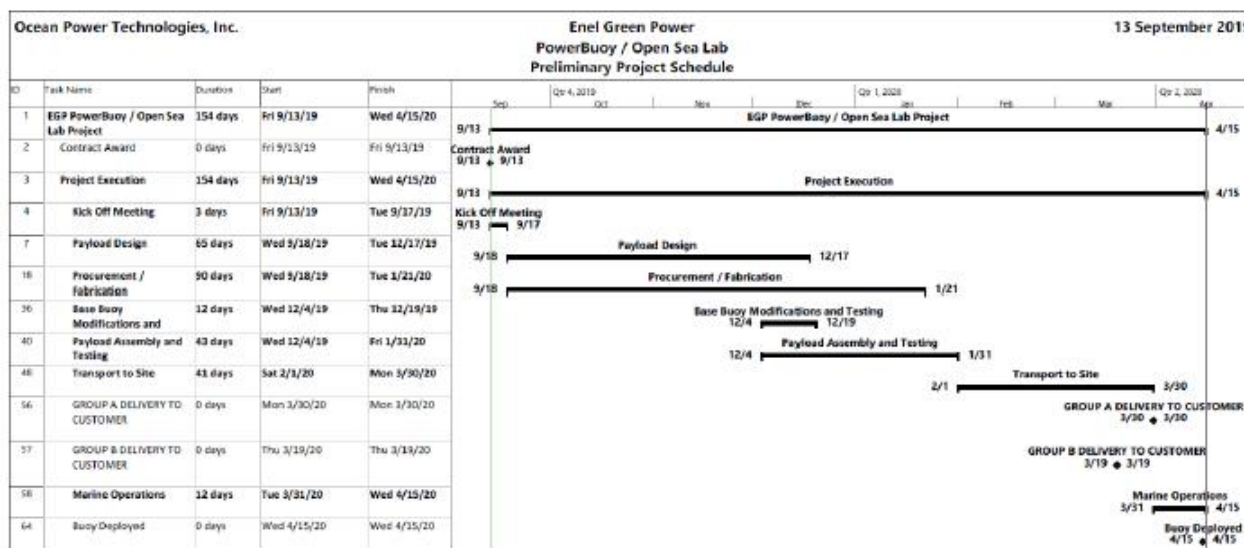 Ocean Power Technologies, Inc.
Enel Green Power
13 September 2019
PowerBuoy / Open Sea Lab
Preliminary Project Schedule
ID Task Name Duration Start Finish
Qtr 4, 2019 Qtr 1, 2020 Qtr 2, 2020
Sep Oct Nov Dec Jan Feb Mar Apr
1 EGP PowerBuoy / Open Sea Lab Project 154 days Fri 9/13/19 Wed 4/15/20
EGP PowerBuoy / Open Sea Lab Project
9/13 4/15
2 Contract Award 0 days Fri 9/13/19 Fri 9/13/19
Contract Award
9/13 9/13
3 Project Execution 154 days Fri 9/13/19 Wed 4/15/20
Project Execution
9/13 4/15
4 Kick Off Meeting 3 days Fri 9/13/19 Tue 9/17/19
Kick Off Meeting
9/13 9/17
7 Payload Design 65 days Wed 9/18/19 Tue 12/17/19
Payload Design
9/18 12/17
18 Procurement / Fabrication 90 days Wed 9/18/19 Tue 1/21/20
Procurement / Fabrication
9/18 1/21
36 Base Buoy Modifications and 12 days Wed 12/4/19 Thu 12/19/19
Base Buoy Modifications and Testing
12/4 12/19
40 Payload Assembly and Testing 43 days Wed 12/4/19 Fri 1/31/20
Payload Assembly and Testing
12/4 1/31
48 Transport to Site 41 days Sat 2/1/20 Mon 3/30/20
Transport to Site
2/1 3/30
56 GROUP A DELIVERY TO CUSTOMER 0 days Mon 3/30/20 Mon 3/30/20
GROUP A DELIVERY TO CUSTOMER
3/30 3/30
57 GROUP B DELIVERY TO CUSTOMER 0 days Thu 3/19/20 Thu 3/19/20
GROUP B DELIVERY TO CUSTOMER
3/19 3/19
58 Marine Operations 12 days Tue 3/31/20 Wed 4/15/20
Marine Operations
3/31 4/15
64 Buoy Deployed 0 days Wed 4/15/20 Wed 4/15/20
Buoy Deployed
4/15 4/15